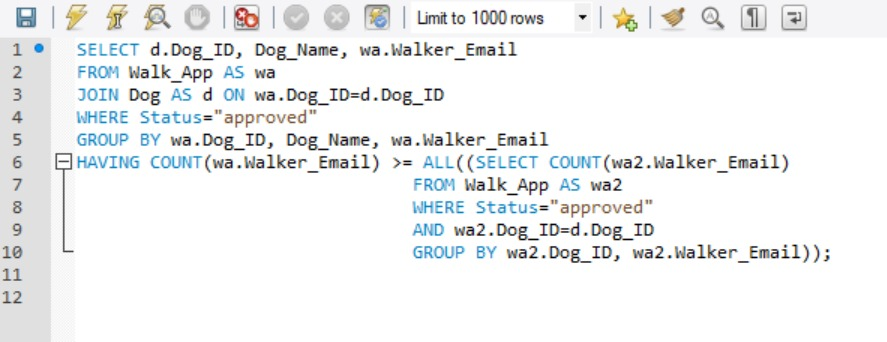 Limit to 1000 rows
1 SELECT d.Dog_ID, Dog_Name, wa.Walker_Email
2 FROM Walk_App AS wa
3 JOIN Dog AS d ON wa.Dog_ID=d.Dog_ID
4 WHERE Status="approved"
5 GROUP BY wa.Dog_ID, Dog_Name, wa.Walker_Email
6 HAVING COUNT(wa.Walker_Email) >= ALL((SELECT COUNT(wa2.Walker_Email)
7 FROM Walk_App AS wa2
8 WHERE Status="approved"
9 AND wa2.Dog_ID=d.Dog_ID
10 GROUP BY wa2.Dog_ID, wa2.Walker_Email));
11
12